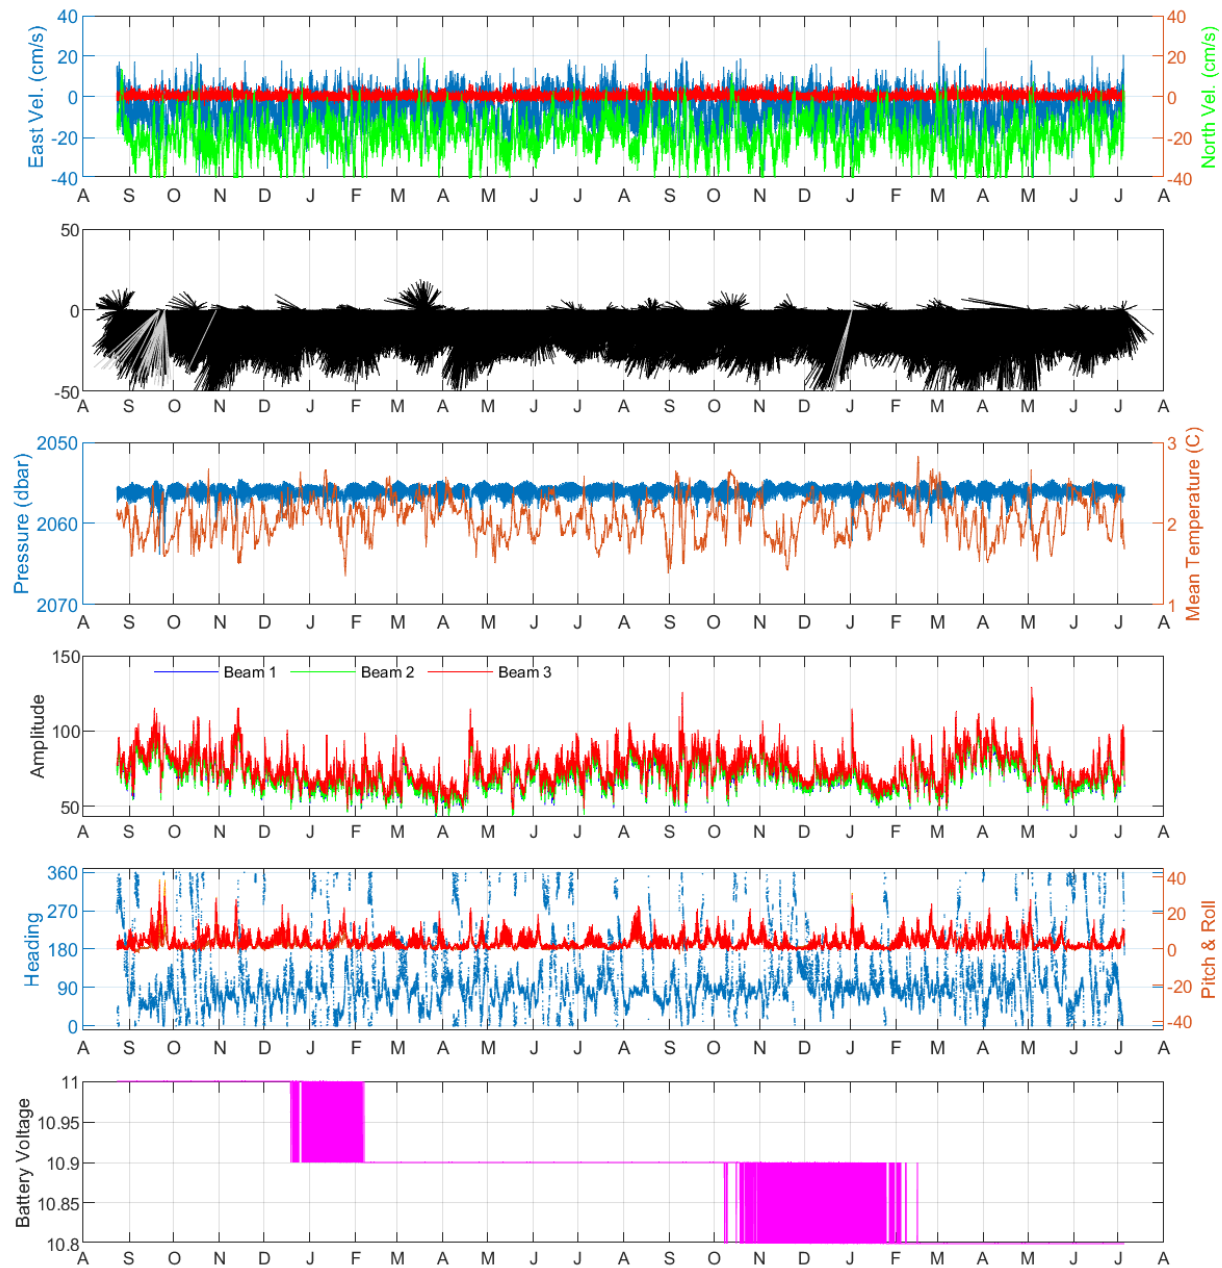 40
20
0
-20
-40
East Vel. (cm/s)
40
20
0
-20
-40
North Vel. (cm/s)
A S O N D J F M A M J J A S O N D J F M A M J J A
50
0
-50
A S O N D J F M A M J J A S O N D J F M A M J J A
2050
2060
2070
Pressure (dbar)
3
2
1
Mean Temperature (C)
A S O N D J F M A M J J A S O N D J F M A M J J A
150
100
50
Amplitude
Beam 1 Beam 2 Beam 3
A S O N D J F M A M J J A S O N D J F M A M J J A
360
270
180
90
0
Heading
40
20
0
-20
-40
Pitch & Roll
A S O N D J F M A M J J A S O N D J F M A M J J A
11
10.95
10.9
10.85
10.8
Battery Voltage
A S O N D J F M A M J J A S O N D J F M A M J J A